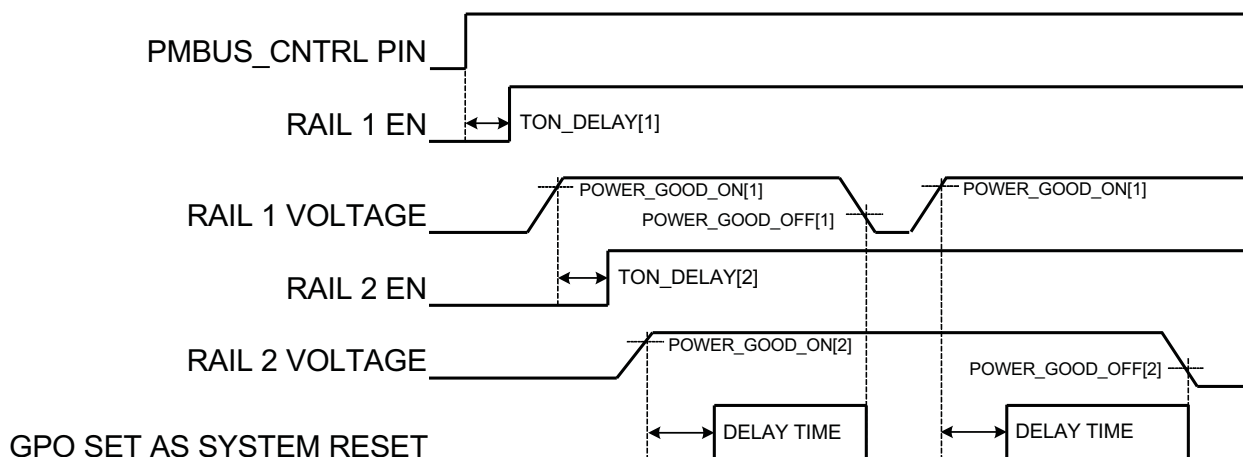 PMBUS_CNTRL PIN
RAIL 1 EN
TON_DELAY[1]
RAIL 1 VOLTAGE
POWER_GOOD_ON[1]
POWER_GOOD_OFF[1]
POWER_GOOD_ON[1]
RAIL 2 EN
TON_DELAY[2]
RAIL 2 VOLTAGE
POWER_GOOD_ON[2]
POWER_GOOD_OFF[2]
GPO SET AS SYSTEM RESET
DELAY TIME
DELAY TIME